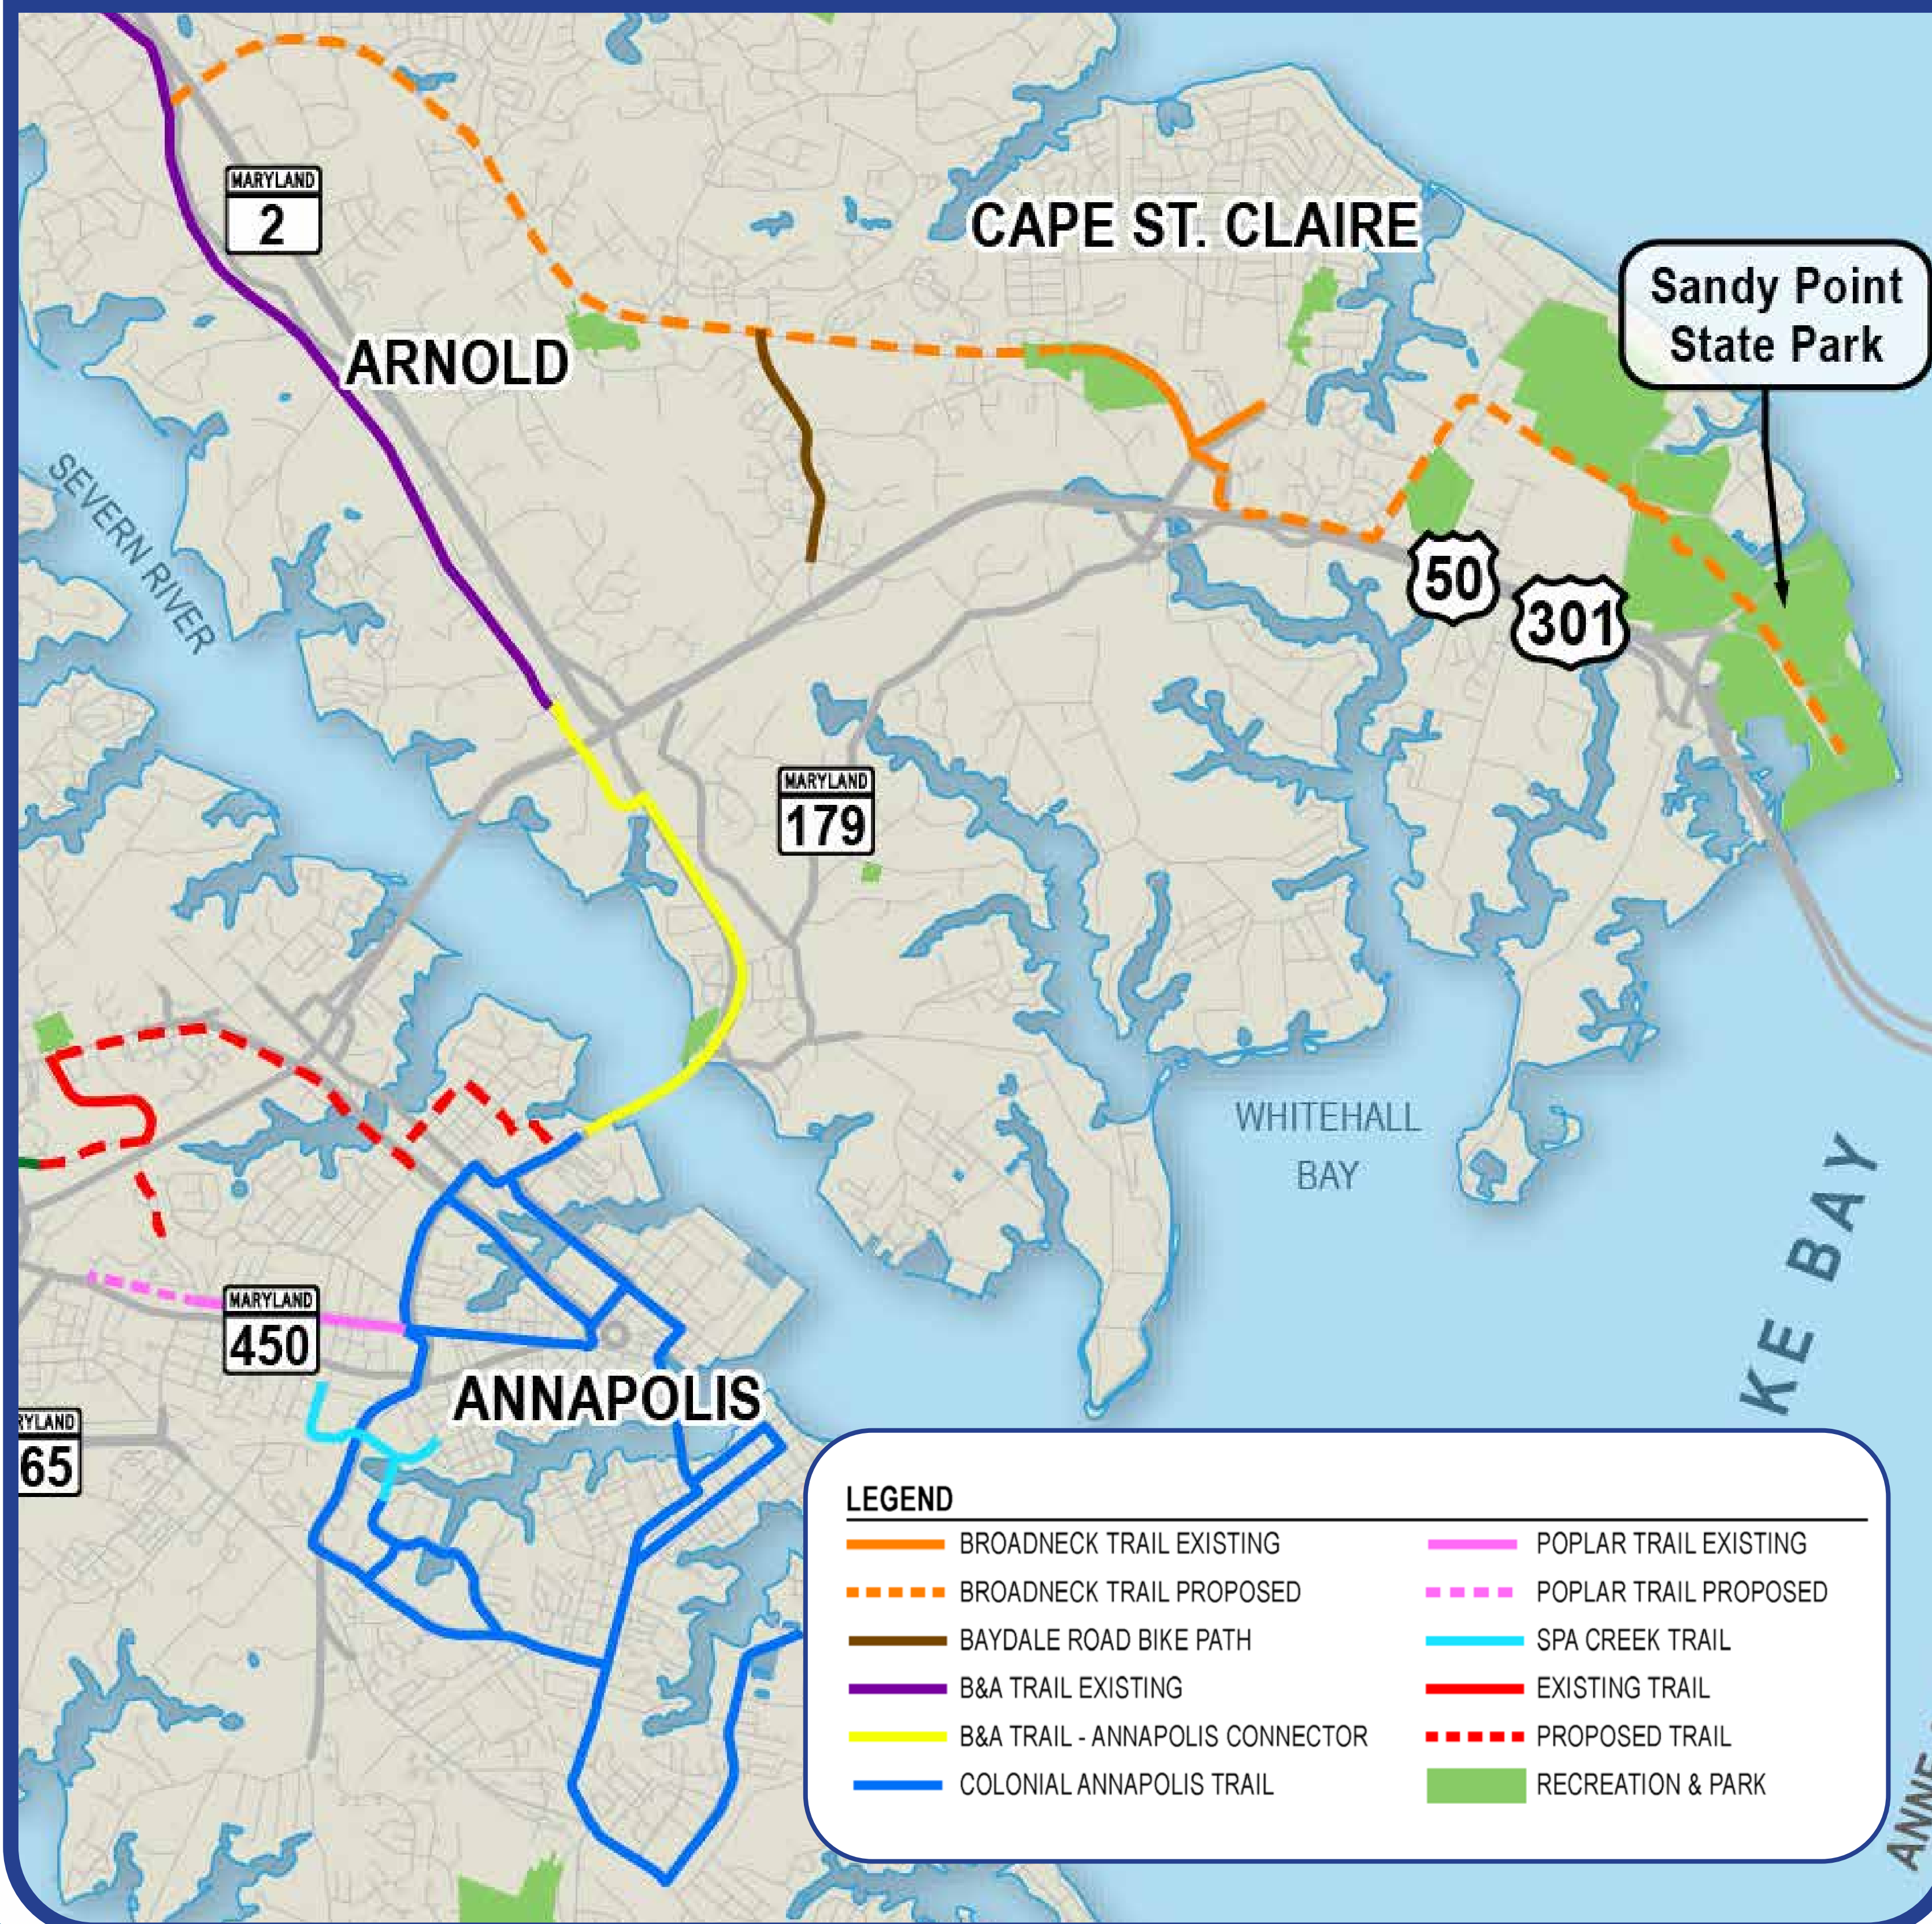 MARYLAND
2
CAPE ST. CLAIRE
Sandy Point
State Park
ARNOLD
SEVERN RIVER
50
301
MARYLAND
179
WHITEHALL
BAY
KE BAY
MARYLAND
450
ANNAPOLIS
RYLAND
65
LEGEND
BROADNECK TRAIL EXISTING
BROADNECK TRAIL PROPOSED
BAYDALE ROAD BIKE PATH
B&A TRAIL EXISTING
B&A TRAIL - ANNAPOLIS CONNECTOR
COLONIAL ANNAPOLIS TRAIL
POPLAR TRAIL EXISTING
POPLAR TRAIL PROPOSED
SPA CREEK TRAIL
EXISTING TRAIL
PROPOSED TRAIL
RECREATION & PARK
ANNE